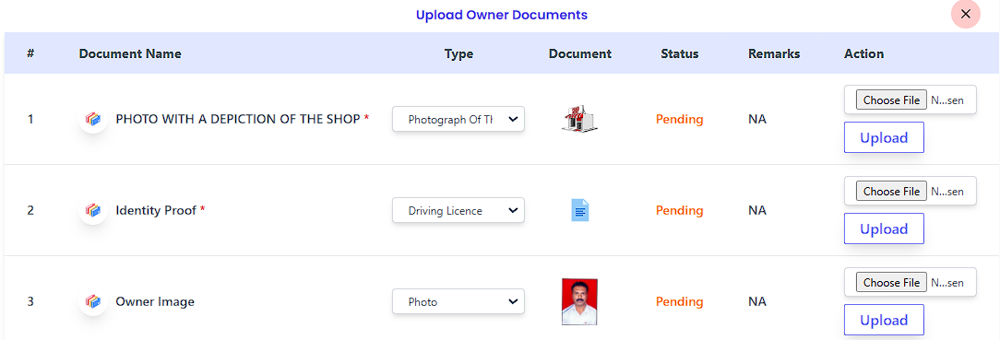 Upload Owner Documents
# Document Name Type Document Status Remarks Action
1 PHOTO WITH A DEPICTION OF THE SHOP * Photograph Of Th Pending NA Choose File N...sen
Upload
2 Identity Proof * Driving Licence Pending NA Choose File N...sen
Upload
3 Owner Image Photo Pending NA Choose File N...sen
Upload